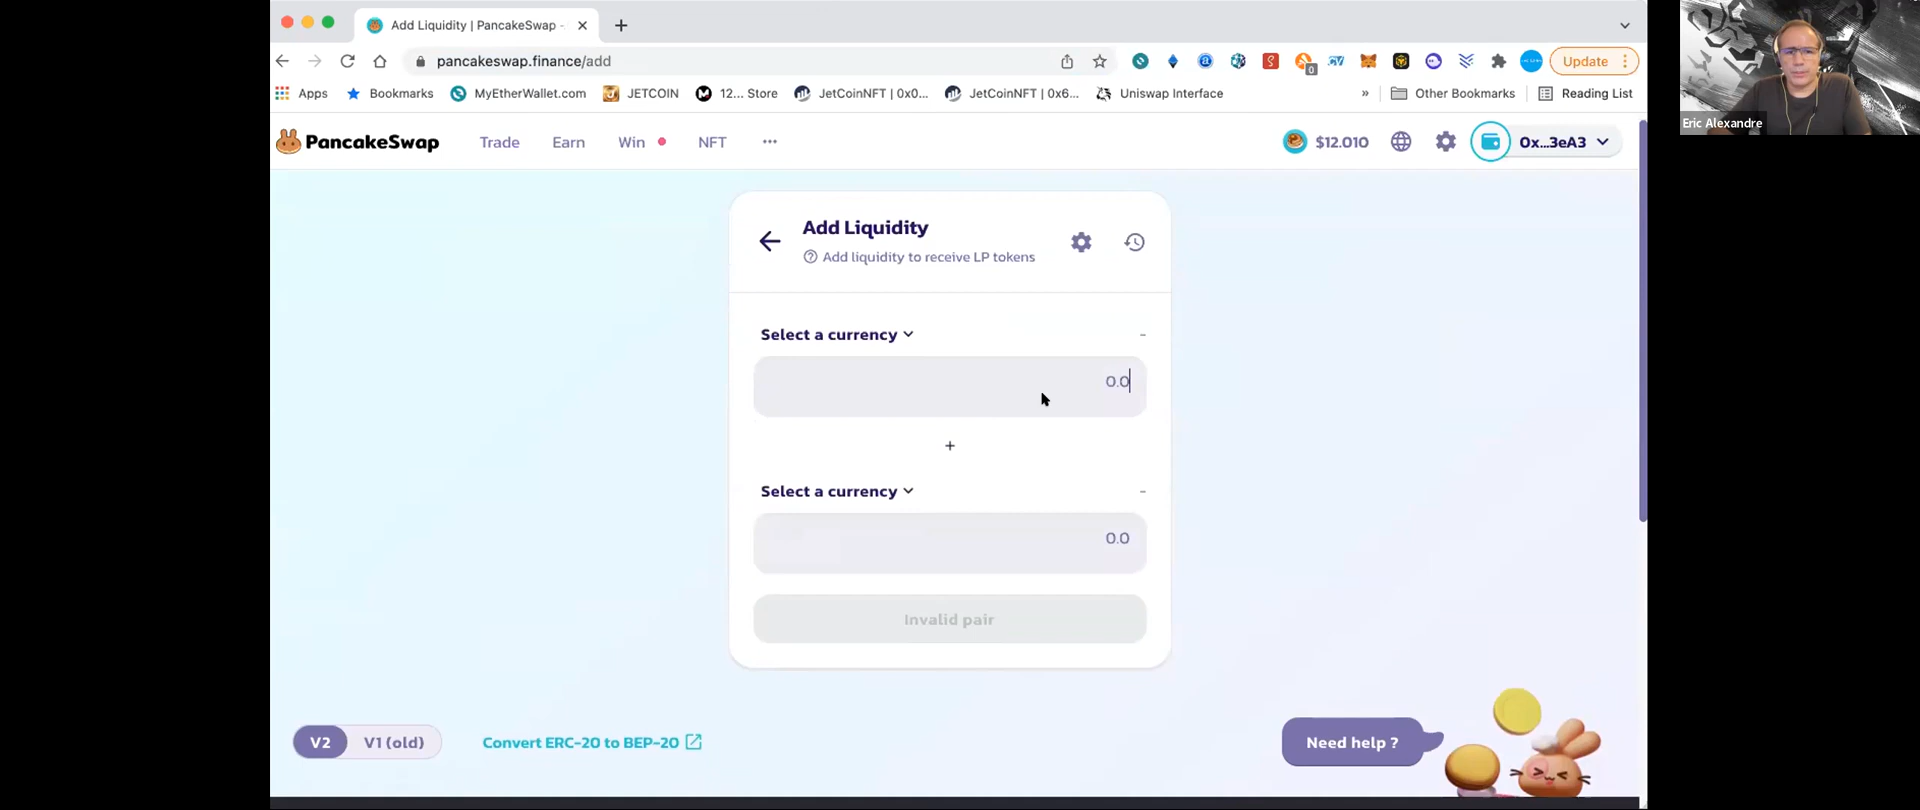 Add Liquidity | PancakeSwap -
pancakeswap.finance/add
Update
Apps
Bookmarks
MyEtherWallet.com
JETCOIN
12... Store
JetCoinNFT | 0x0...
JetCoinNFT | 0x6...
Uniswap Interface
»
Other Bookmarks
Reading List
Eric Alexandre
PancakeSwap
Trade
Earn
Win
NFT
$12.010
0x...3eA3
Add Liquidity
Add liquidity to receive LP tokens
Select a currency
-
0.0
+
Select a currency
-
0.0
Invalid pair
V2
V1 (old)
Convert ERC-20 to BEP-20
Need help ?